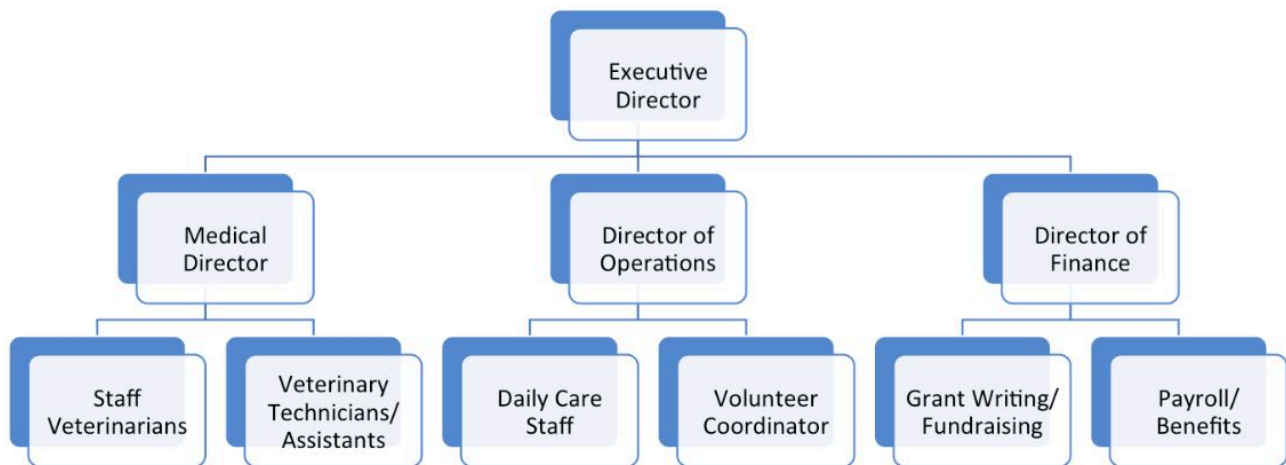 Executive
Director
Medical
Director
Director of
Operations
Director of
Finance
Staff
Veterinarians
Veterinary
Technicians/
Assistants
Daily Care
Staff
Volunteer
Coordinator
Grant Writing/
Fundraising
Payroll/
Benefits